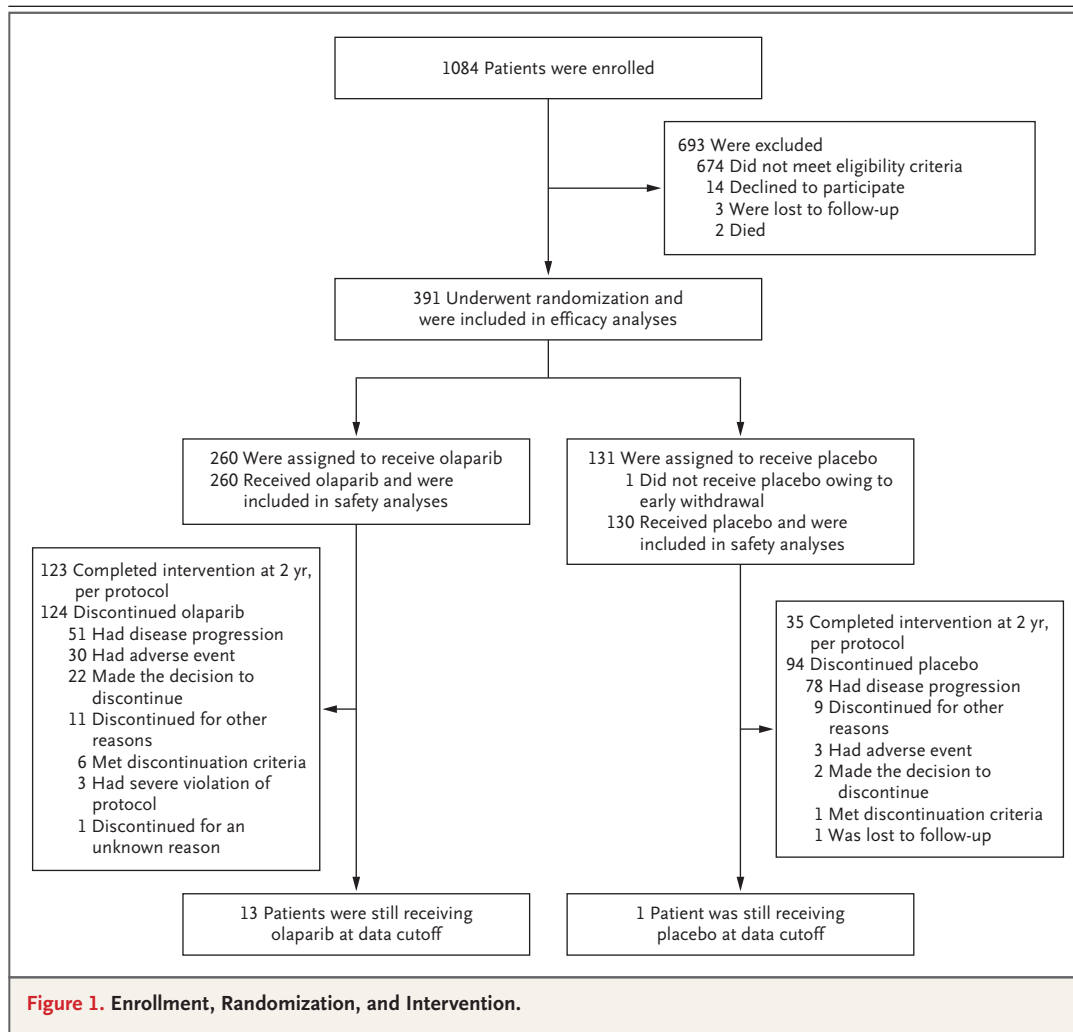 1084 Patients were enrolled
693 Were excluded
674 Did not meet eligibility criteria
14 Declined to participate
3 Were lost to follow-up
2 Died
391 Underwent randomization and
were included in efficacy analyses
260 Were assigned to receive olaparib
260 Received olaparib and were
included in safety analyses
131 Were assigned to receive placebo
1 Did not receive placebo owing to
early withdrawal
130 Received placebo and were
included in safety analyses
123 Completed intervention at 2 yr,
per protocol
124 Discontinued olaparib
51 Had disease progression
30 Had adverse event
22 Made the decision to
discontinue
11 Discontinued for other
reasons
6 Met discontinuation criteria
3 Had severe violation of
protocol
1 Discontinued for an
unknown reason
35 Completed intervention at 2 yr,
per protocol
94 Discontinued placebo
78 Had disease progression
9 Discontinued for other
reasons
3 Had adverse event
2 Made the decision to
discontinue
1 Met discontinuation criteria
1 Was lost to follow-up
13 Patients were still receiving
olaparib at data cutoff
1 Patient was still receiving
placebo at data cutoff
Figure 1. Enrollment, Randomization, and Intervention.